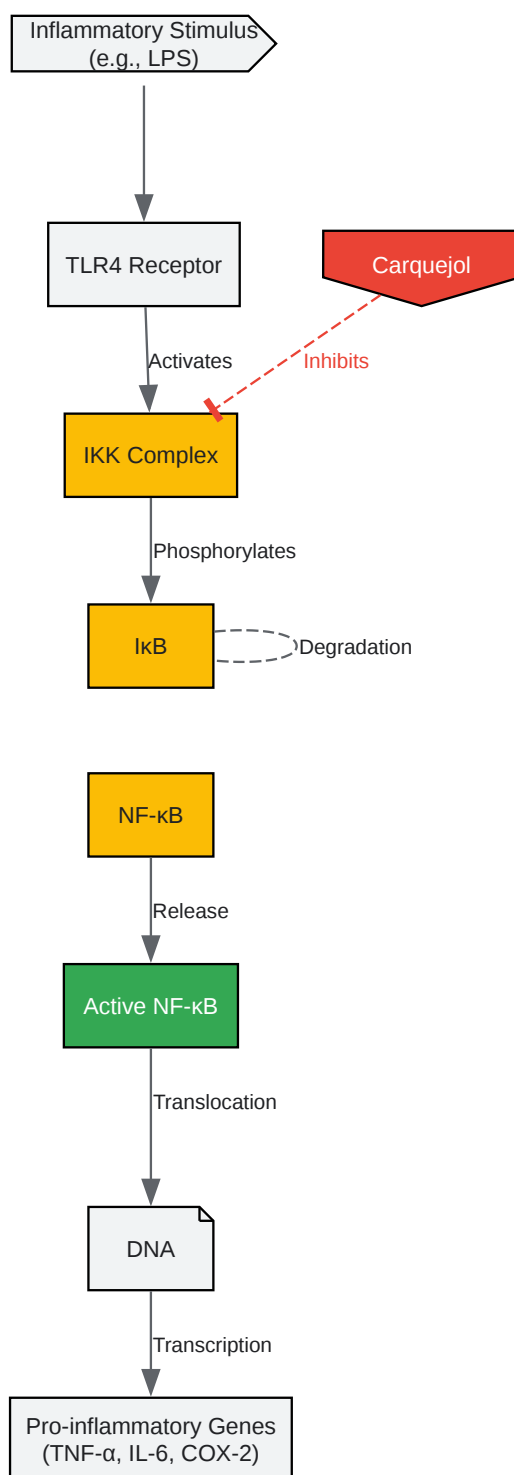 Inflammatory Stimulus
(e.g., LPS)
TLR4 Receptor
Carquejol
Activates
Inhibits
IKK Complex
Phosphorylates
IκB
Degradation
NF-κB
Release
Active NF-κB
Translocation
DNA
Transcription
Pro-inflammatory Genes
(TNF-α, IL-6, COX-2)